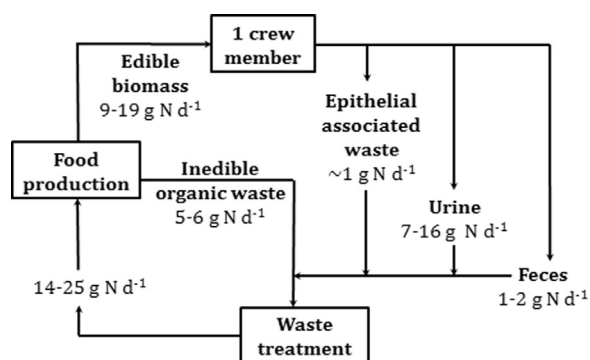 1 crew
member
Edible
biomass
9-19 g N d-1
Epithelial
associated
waste
~1 g N d-1
Food
production
Inedible
organic waste
5-6 g N d-1
Urine
7-16 g N d-1
Feces
1-2 g N d-1
14-25 g N d-1
Waste
treatment